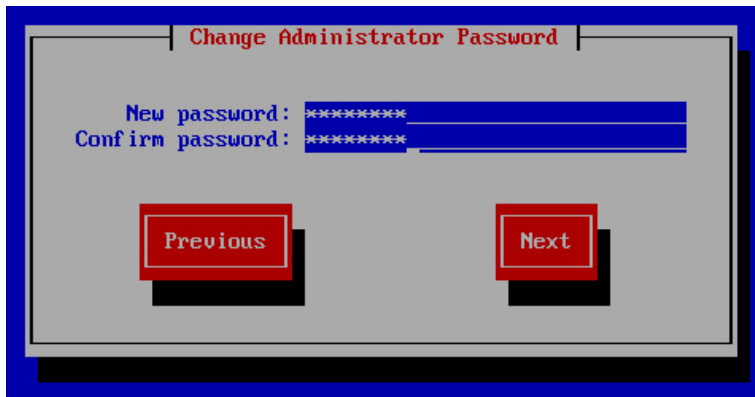 Change Administrator Password
New password: ********
Confirm password: ********
Previous
Next